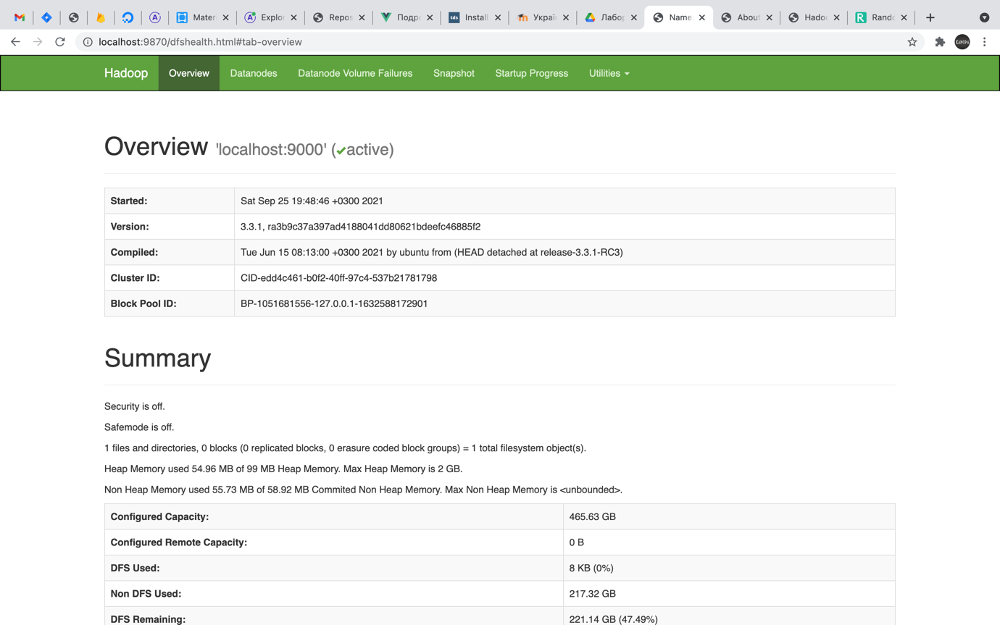 Mater
Explor
Repos
Подро
tds Install
Украї
Лабор
Name
About
Hadoo
R Rando
localhost:9870/dfshealth.html#tab-overview
Hadoop Overview Datanodes Datanode Volume Failures Snapshot Startup Progress Utilities
Overview 'localhost:9000' (✔active)
Started: Sat Sep 25 19:48:46 +0300 2021
Version: 3.3.1, ra3b9c37a397ad4188041dd80621bdeefc46885f2
Compiled: Tue Jun 15 08:13:00 +0300 2021 by ubuntu from (HEAD detached at release-3.3.1-RC3)
Cluster ID: CID-edd4c461-b0f2-40ff-97c4-537b21781798
Block Pool ID: BP-1051681556-127.0.0.1-1632588172901
Summary
Security is off.
Safemode is off.
1 files and directories, 0 blocks (0 replicated blocks, 0 erasure coded block groups) = 1 total filesystem object(s).
Heap Memory used 54.96 MB of 99 MB Heap Memory. Max Heap Memory is 2 GB.
Non Heap Memory used 55.73 MB of 58.92 MB Commited Non Heap Memory. Max Non Heap Memory is <unbounded>.
Configured Capacity: 465.63 GB
Configured Remote Capacity: 0 B
DFS Used: 8 KB (0%)
Non DFS Used: 217.32 GB
DFS Remaining: 221.14 GB (47.49%)